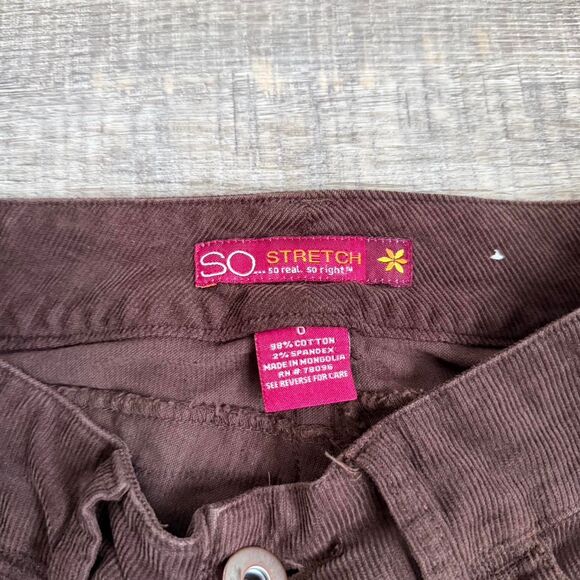 SO... STRETCH
so real. so right™
0
98% COTTON
2% SPANDEX
MADE IN MONGOLIA
RN # 78096
SEE REVERSE FOR CARE